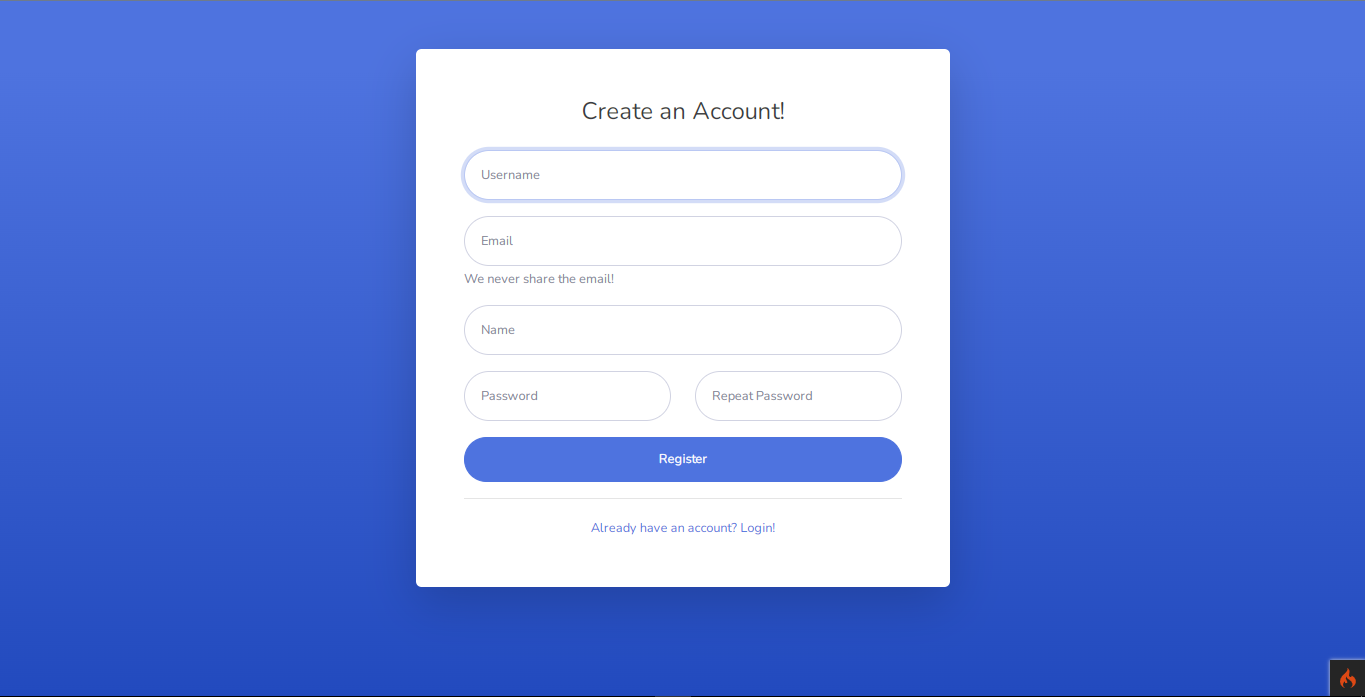 Create an Account!
Username
Email
We never share the email!
Name
Password
Repeat Password
Register
Already have an account? Login!